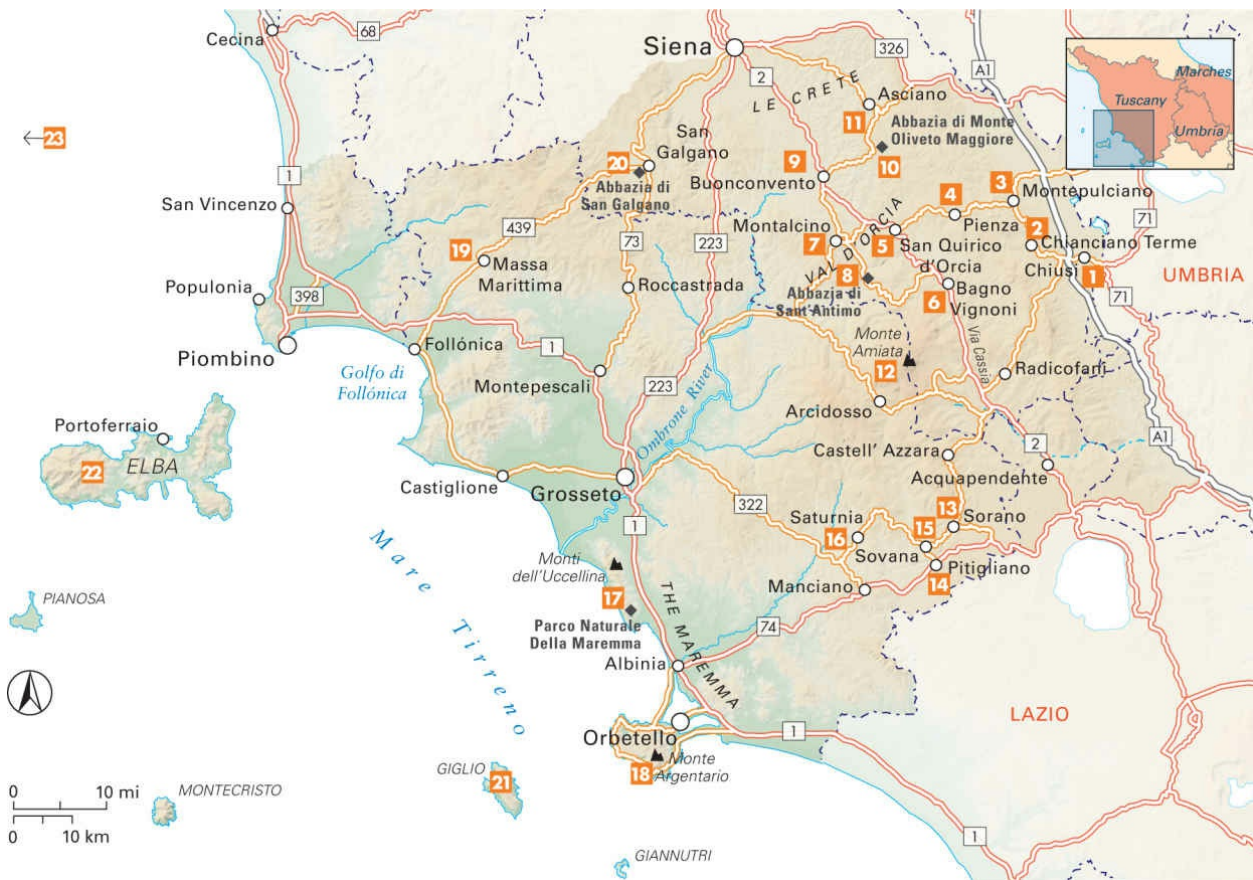 Cecina
68
Siena
326
A1
Marches
Tuscany
Umbria
2
LE CRETE
Asciano
11
Abbazia di Monte
Oliveto Maggiore
10
23
1
San
Galgano
20
Abbazia di
San Galgano
9
Buonconvento
3
Montepulciano
4
Pienza
71
San Vincenzo
439
73
223
Montalcino
7
VAL D'ORCIA
5
San Quirico
d'Orcia
2
Chianciano Terme
Chiusi
1
UMBRIA
19
Massa
Marittima
8
Abbazia di
Sant'Antimo
6
Bagno
Vignoni
71
Populonia
398
Roccastrada
Piombino
Follónica
Golfo di
Follónica
1
Montepescali
223
Ombrone River
Monte
Amiata
12
Via Cassia
Radicofani
Arcidosso
Portoferraio
22
ELBA
Castiglione
Grosseto
Castell' Azzara
2
A1
Acquapendente
322
1
Saturnia
16
13
Sorano
15
Sovana
14
Pitigliano
Mare Tirreno
Monti
dell'Uccellina
17
Parco Naturale
Della Maremma
THE MAREMMA
Manciano
PIANOSA
74
Albinia
LAZIO
Orbetello
1
18
Monte
Argentario
GIGLIO
21
0 10 mi
0 10 km
MONTECRISTO
1
GIANNUTRI